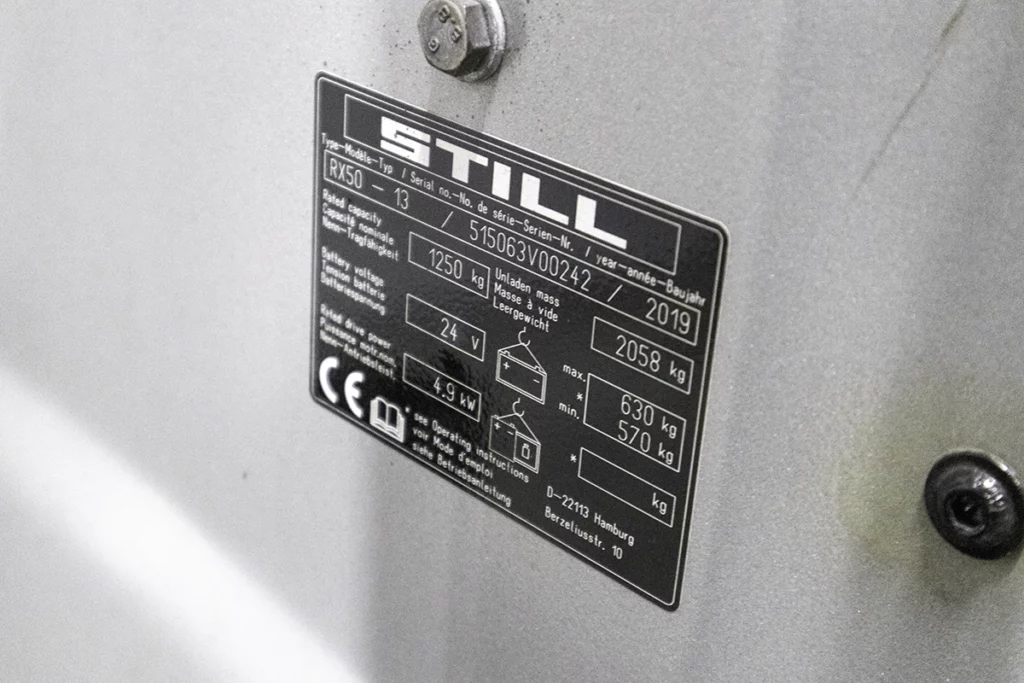 8 8
STILL
Type-Modèle-Typ / Serial no.-No. de série-Serien-Nr. / year-année-Baujahr
RX50 - 13 / 515063V00242 / 2019
Rated capacity
Capacité nominale
Nenn-Tragfähigkeit
1250 kg
Unladen mass
Masse à vide
Leergewicht
2058 kg
Battery voltage
Tension batterie
Batteriespannung
24 V
max.
*
min.
630 kg
570 kg
Rated drive power
Puissance motr.nom.
Nenn-Antriebsleist.
4.9 kW
* kg
CE
* see Operating instructions
voir Mode d'emploi
siehe Betriebsanleitung
D-22113 Hamburg
Berzeliusstr. 10